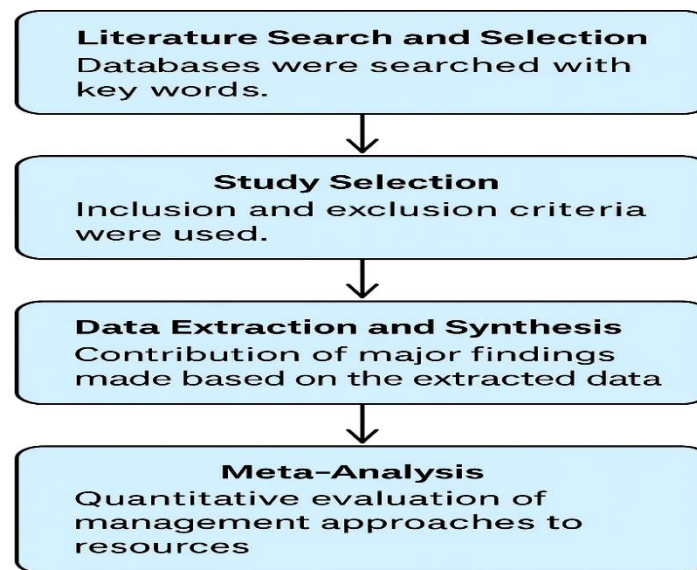 Literature Search and Selection
Databases were searched with
key words.
Study Selection
Inclusion and exclusion criteria
were used.
Data Extraction and Synthesis
Contribution of major findings
made based on the extracted data
Meta–Analysis
Quantitative evaluation of
management approaches to
resources